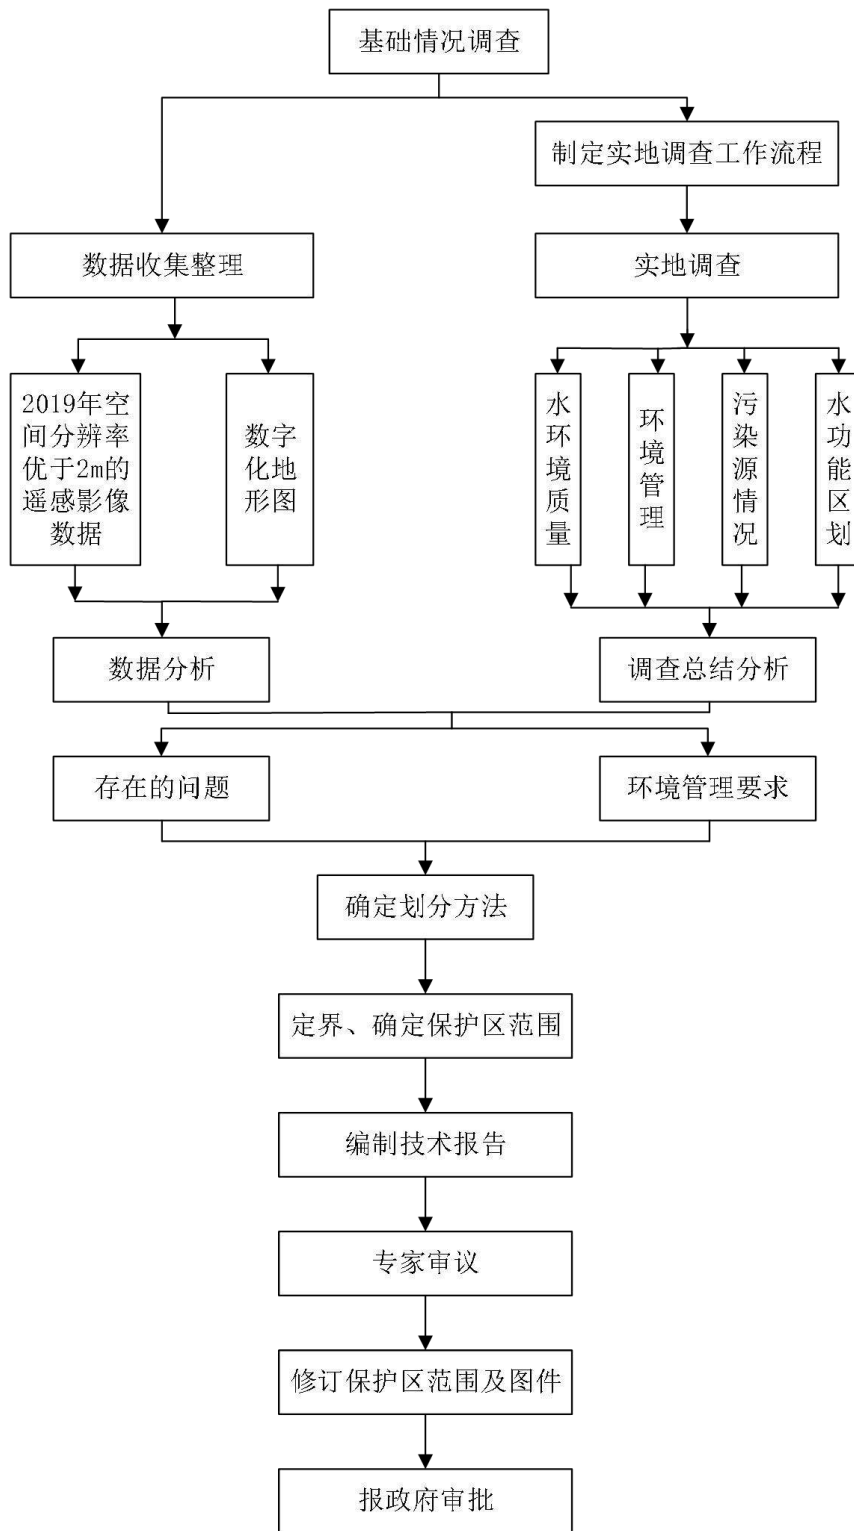 基础情况调查
制定实地调查工作流程
数据收集整理
实地调查
2019年空
间分辨率
优于2m的
遥感影像
数据
数字
化地
形图
水环境质量
环境管理
污染源情况
水功能区划
数据分析
调查总结分析
存在的问题
环境管理要求
确定划分方法
定界、确定保护区范围
编制技术报告
专家审议
修订保护区范围及图件
报政府审批